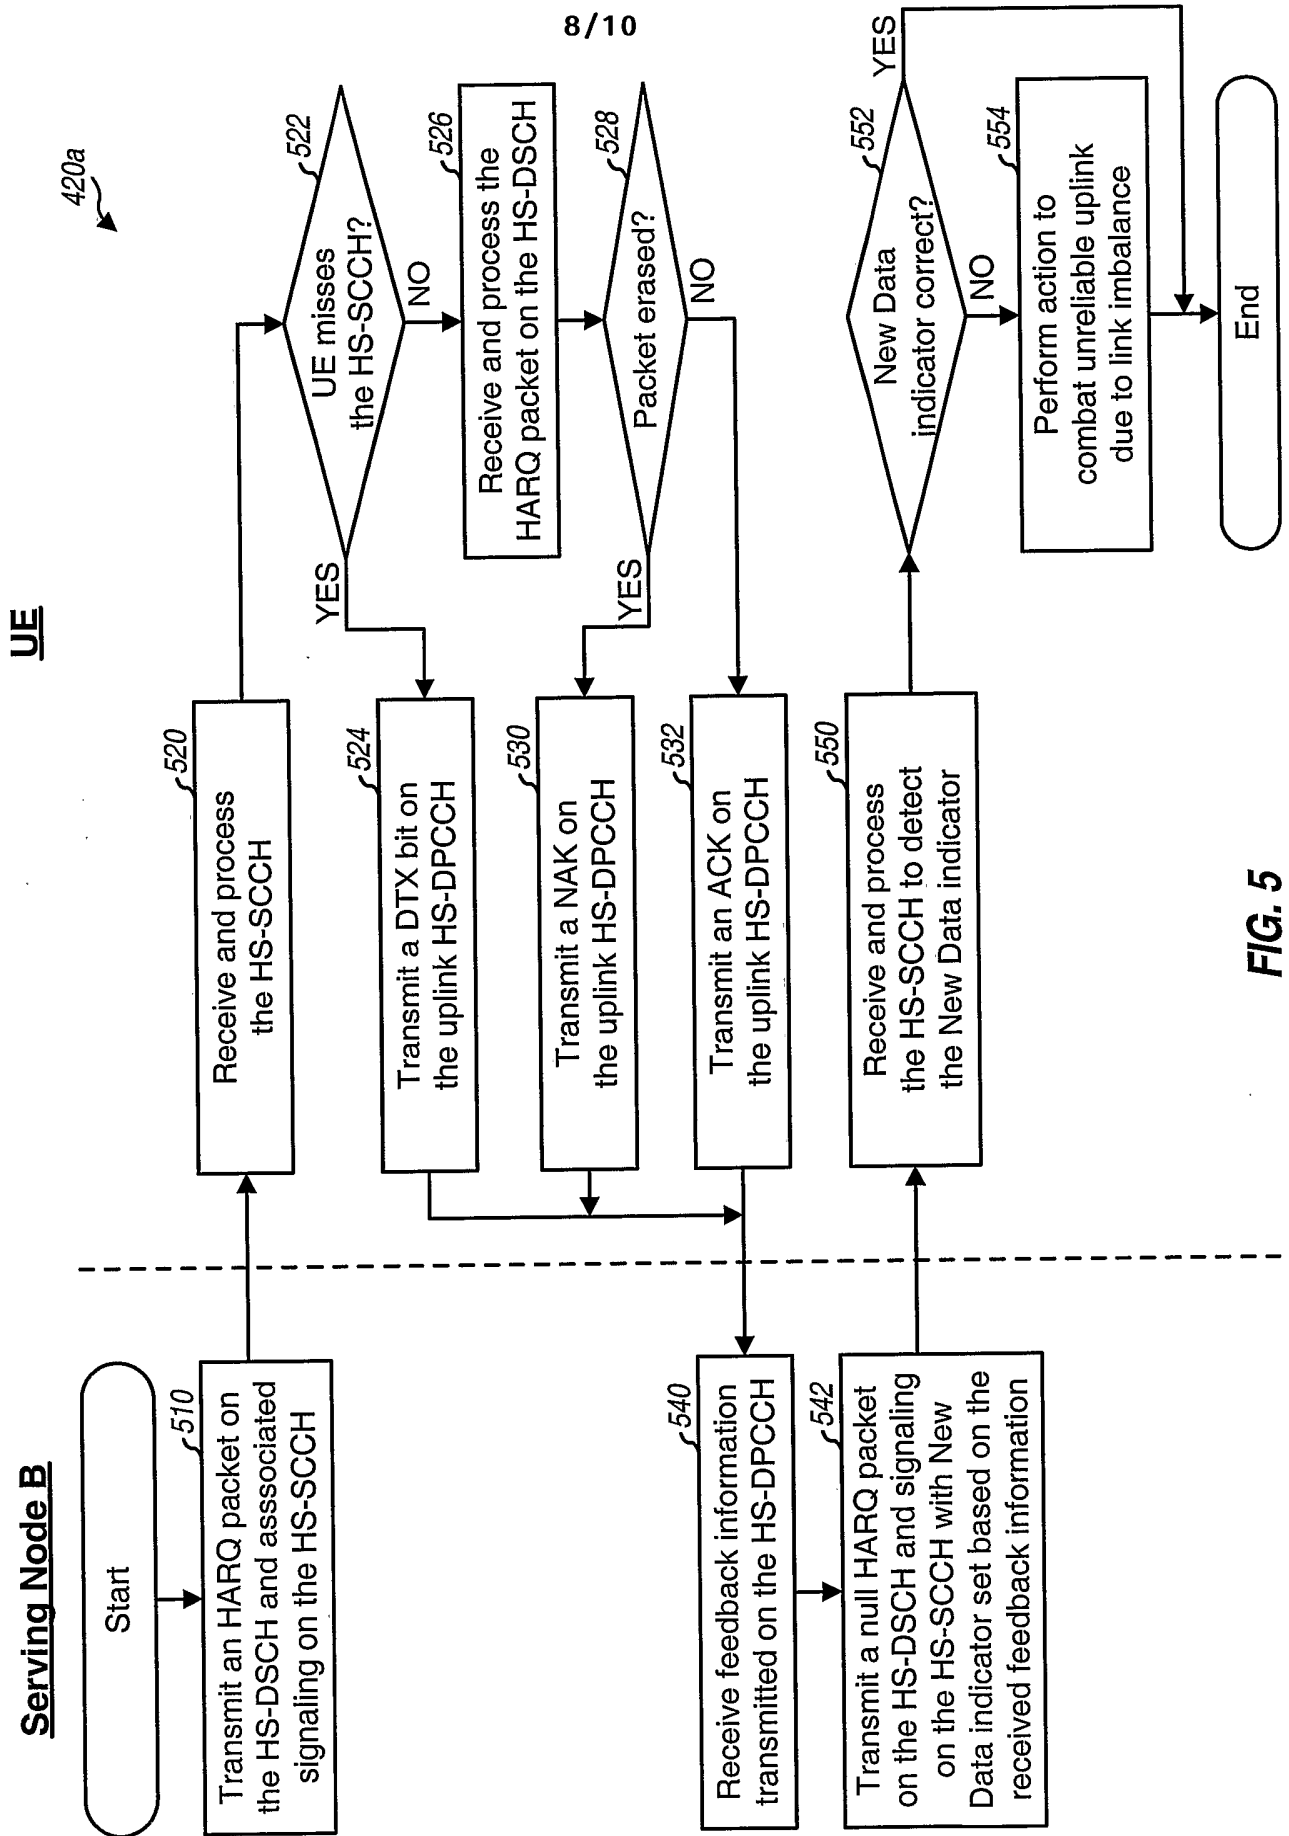 8/10
420a
Serving Node B
UE
Start
510
Transmit an HARQ packet on
the HS-DSCH and associated
signaling on the HS-SCCH
520
Receive and process
the HS-SCCH
522
UE misses
the HS-SCCH?
YES
NO
524
Transmit a DTX bit on
the uplink HS-DPCCH
526
Receive and process the
HARQ packet on the HS-DSCH
528
Packet erased?
YES
NO
530
Transmit a NAK on
the uplink HS-DPCCH
532
Transmit an ACK on
the uplink HS-DPCCH
540
Receive feedback information
transmitted on the HS-DPCCH
542
Transmit a null HARQ packet
on the HS-DSCH and signaling
on the HS-SCCH with New
Data indicator set based on the
received feedback information
550
Receive and process
the HS-SCCH to detect
the New Data indicator
552
New Data
indicator correct?
YES
NO
554
Perform action to
combat unreliable uplink
due to link imbalance
End
FIG. 5